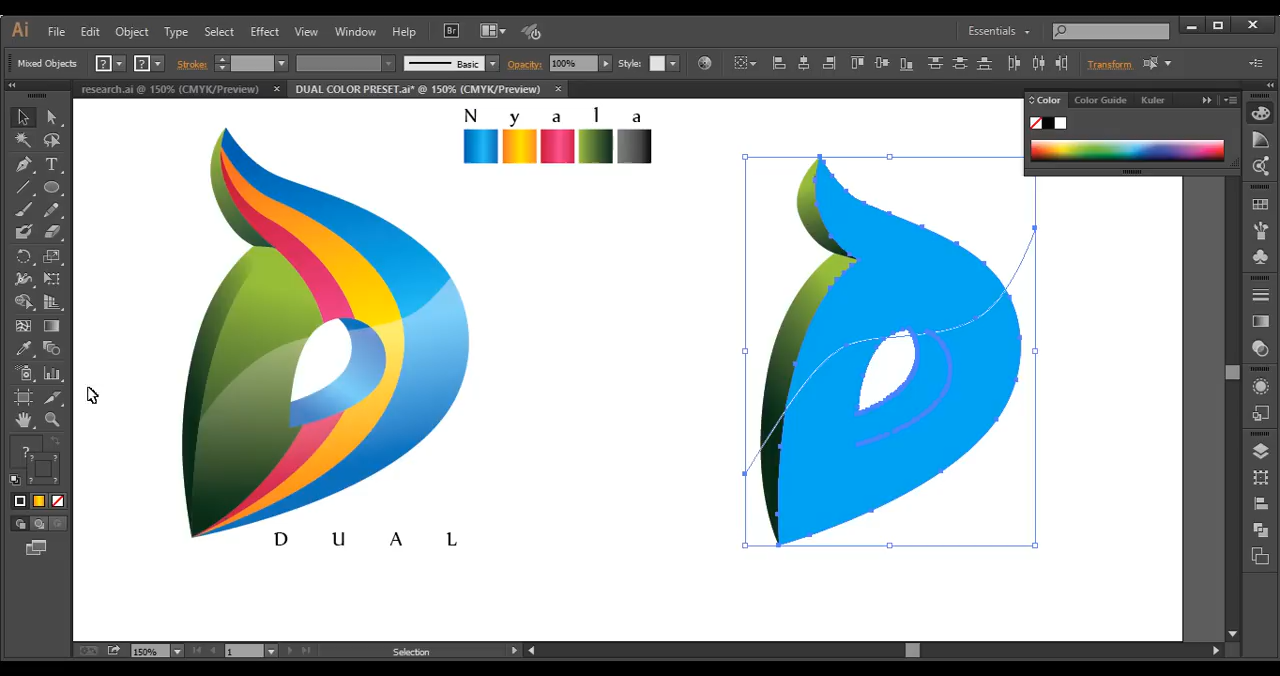 Ai File Edit Object Type Select Effect View Window Help Br Essentials
Mixed Objects ? ? Stroke: Basic Opacity: 100% Style: Transform
research.ai @ 150% (CMYK/Preview) × DUAL COLOR PRESET.ai* @ 150% (CMYK/Preview) ×
Color Color Guide Kuler
N y a l a
T
?
? ?
? ?
D U A L
150% 1 Selection